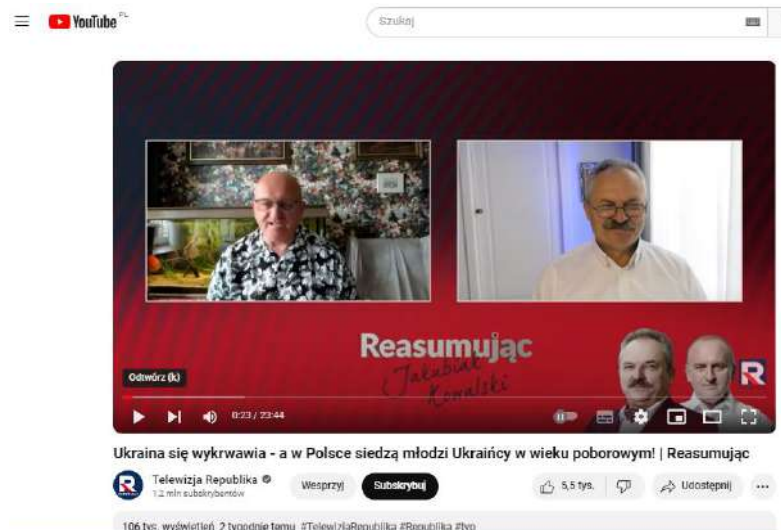 YouTube PL
Szukaj
Reasumując
Jakubiak
Kowalski
R
Odtwórz (k)
0:23 / 23:44
Ukraina się wykrwawia - a w Polsce siedzą młodzi Ukraińcy w wieku poborowym! | Reasumując
Telewizja Republika
1,2 mln subskrybentów
Wesprzyj
Subskrybuj
5,5 tys.
Udostępnij
106 tys. wyświetleń 2 tygodnie temu #TelewizjaRepublika #Republika #tvp